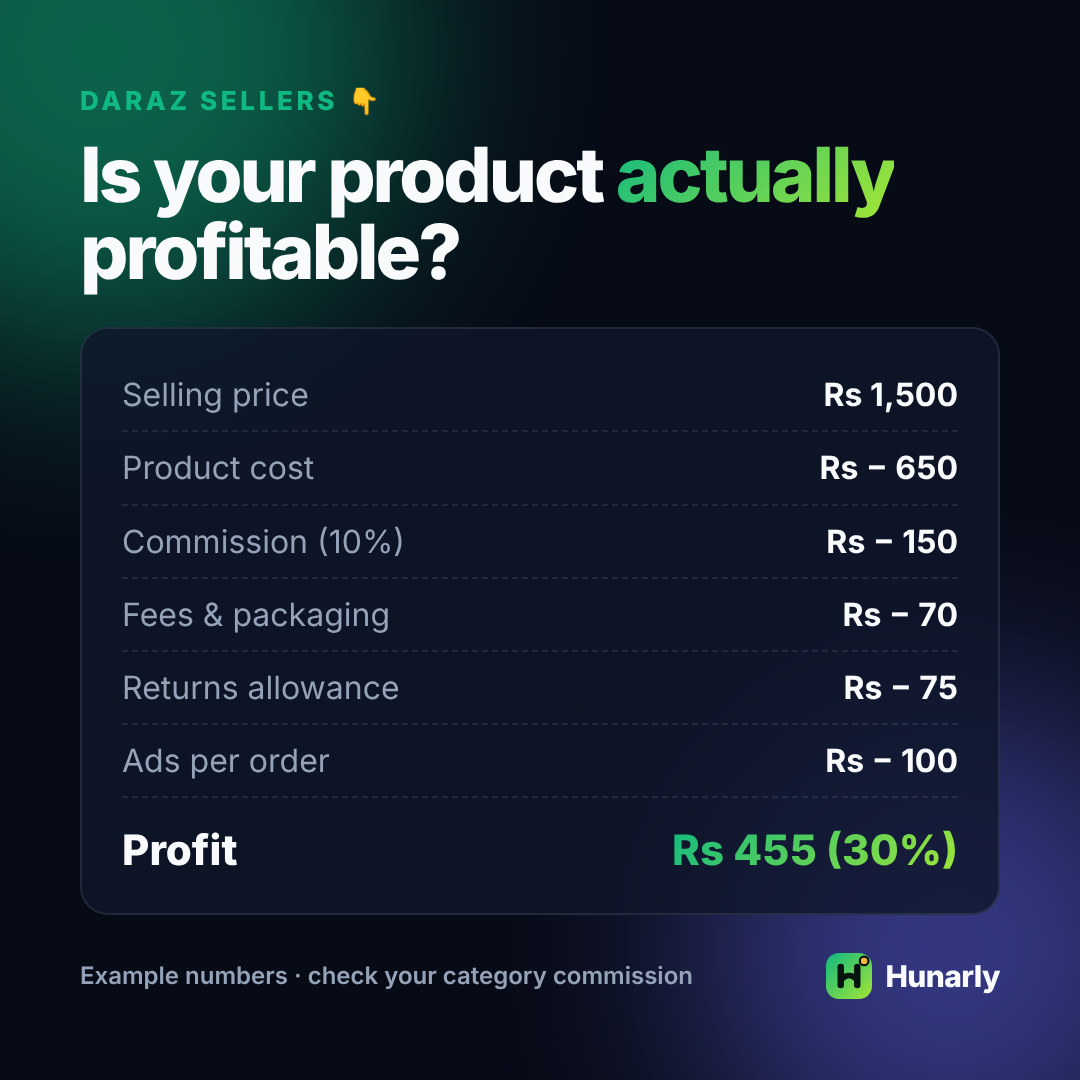 DARAZ SELLERS 👇
Is your product actually
profitable?
Selling price Rs 1,500
Product cost Rs − 650
Commission (10%) Rs − 150
Fees & packaging Rs − 70
Returns allowance Rs − 75
Ads per order Rs − 100
Profit Rs 455 (30%)
Example numbers · check your category commission
H Hunarly